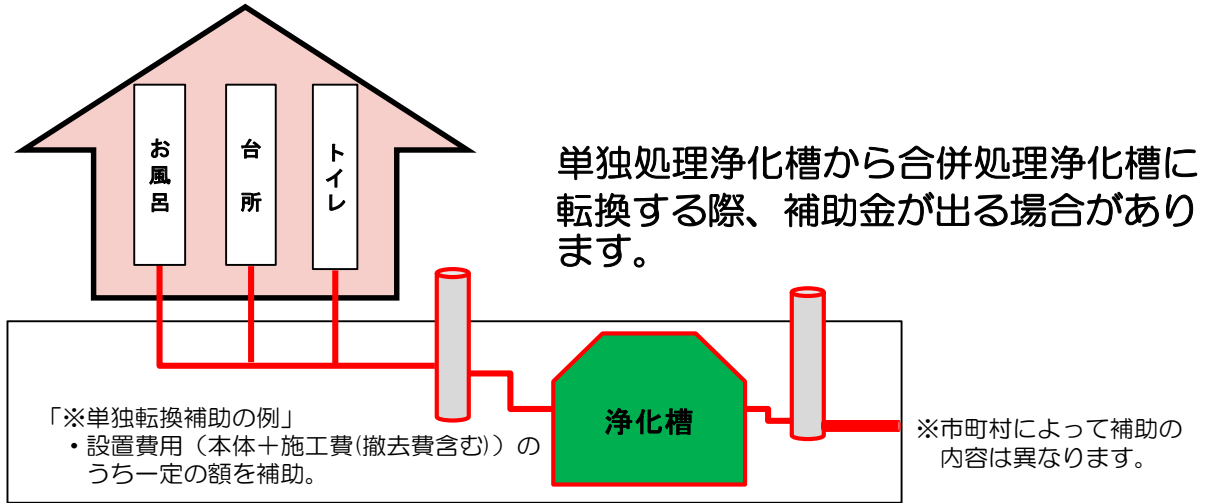 お風呂
台所
トイレ
単独処理浄化槽から合併処理浄化槽に
転換する際、補助金が出る場合があり
ます。
「※単独転換補助の例」
・設置費用（本体＋施工費(撤去費含む)）の
うち一定の額を補助。
浄化槽
※市町村によって補助の
内容は異なります。